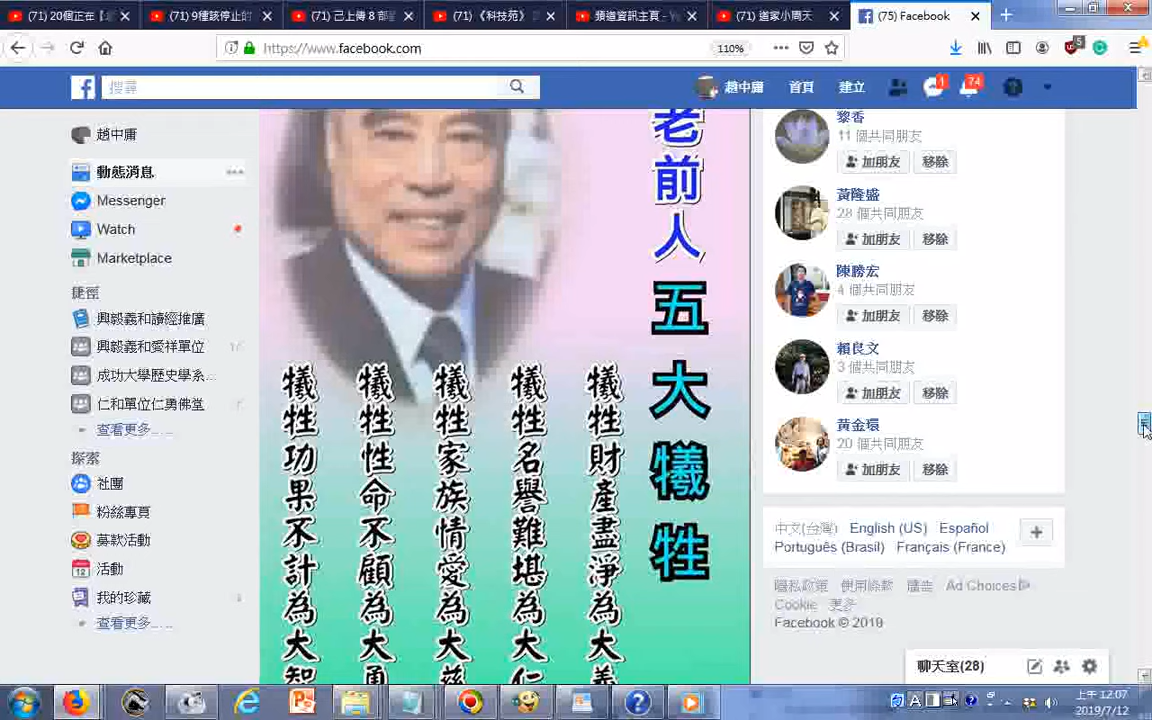 (71) 20個正在【
(71) 9種該停止的
(71) 己上傳 8 部
(71) 《科技苑》
頻道資訊主頁 - Yo
(71) 道家小周天
(75) Facebook
https://www.facebook.com
110%
5
搜尋
趙中庸
首頁
建立
1
74
趙中庸
動態消息
Messenger
Watch
Marketplace
捷徑
興毅義和讀經推廣
興毅義和愛祥單位
成功大學歷史學系...
仁和單位仁勇佛堂
查看更多......
探索
社團
粉絲專頁
募款活動
活動
我的珍藏
查看更多......
老前人五大犧牲
犧牲財產盡淨為大義
犧牲名譽難堪為大仁
犧牲家族情愛為大慈
犧牲性命不顧為大勇
犧牲功果不計為大智
黎香
11 個共同朋友
加朋友 移除
黃隆盛
28 個共同朋友
加朋友 移除
陳勝宏
4 個共同朋友
加朋友 移除
賴良文
3 個共同朋友
加朋友 移除
黃金環
20 個共同朋友
加朋友 移除
中文(台灣) English (US) Español
Português (Brasil) Français (France)
隱私政策 使用條款 廣告 Ad Choices
Cookie 更多
Facebook © 2019
聊天室(28)
上午 12:07
2019/7/12